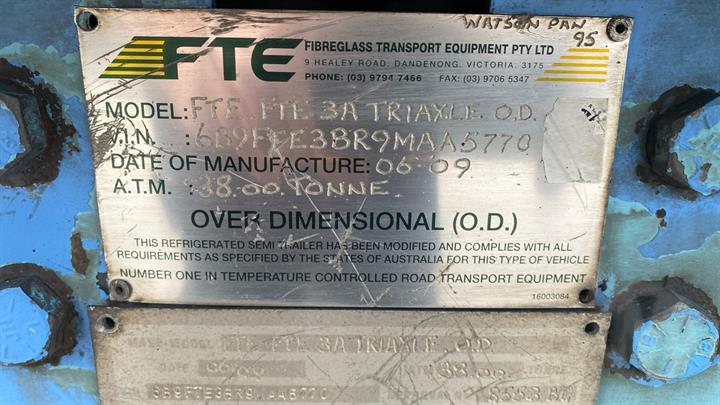 WATSON PAN
95
FTE FIBREGLASS TRANSPORT EQUIPMENT PTY LTD
9 HEALEY ROAD, DANDENONG, VICTORIA. 3175
PHONE: (03) 9794 7466 FAX: (03) 9706 5347
MODEL: FTE FTE 3A TRIAXLE O.D.
V.I.N. : 6B9FTE3BR9MAA5770
DATE OF MANUFACTURE: 06-09
A.T.M. : 38.00 TONNE
OVER DIMENSIONAL (O.D.)
THIS REFRIGERATED SEMI TRAILER HAS BEEN MODIFIED AND COMPLIES WITH ALL
REQUIREMENTS AS SPECIFIED BY THE STATES OF AUSTRALIA FOR THIS TYPE OF VEHICLE
NUMBER ONE IN TEMPERATURE CONTROLLED ROAD TRANSPORT EQUIPMENT
16003084
FTE FTE 3A TRIAXLE O.D
DATE 06-09 38.00 TONNE